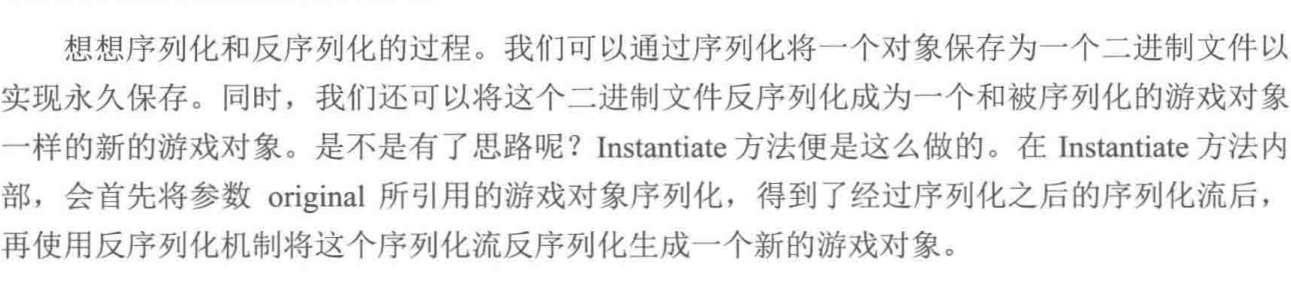 想想序列化和反序列化的过程。我们可以通过序列化将一个对象保存为一个二进制文件以
实现永久保存。同时，我们还可以将这个二进制文件反序列化成为一个和被序列化的游戏对象
一样的新的游戏对象。是不是有了思路呢？Instantiate 方法便是这么做的。在 Instantiate 方法内
部，会首先将参数 original 所引用的游戏对象序列化，得到了经过序列化之后的序列化流后，
再使用反序列化机制将这个序列化流反序列化生成一个新的游戏对象。